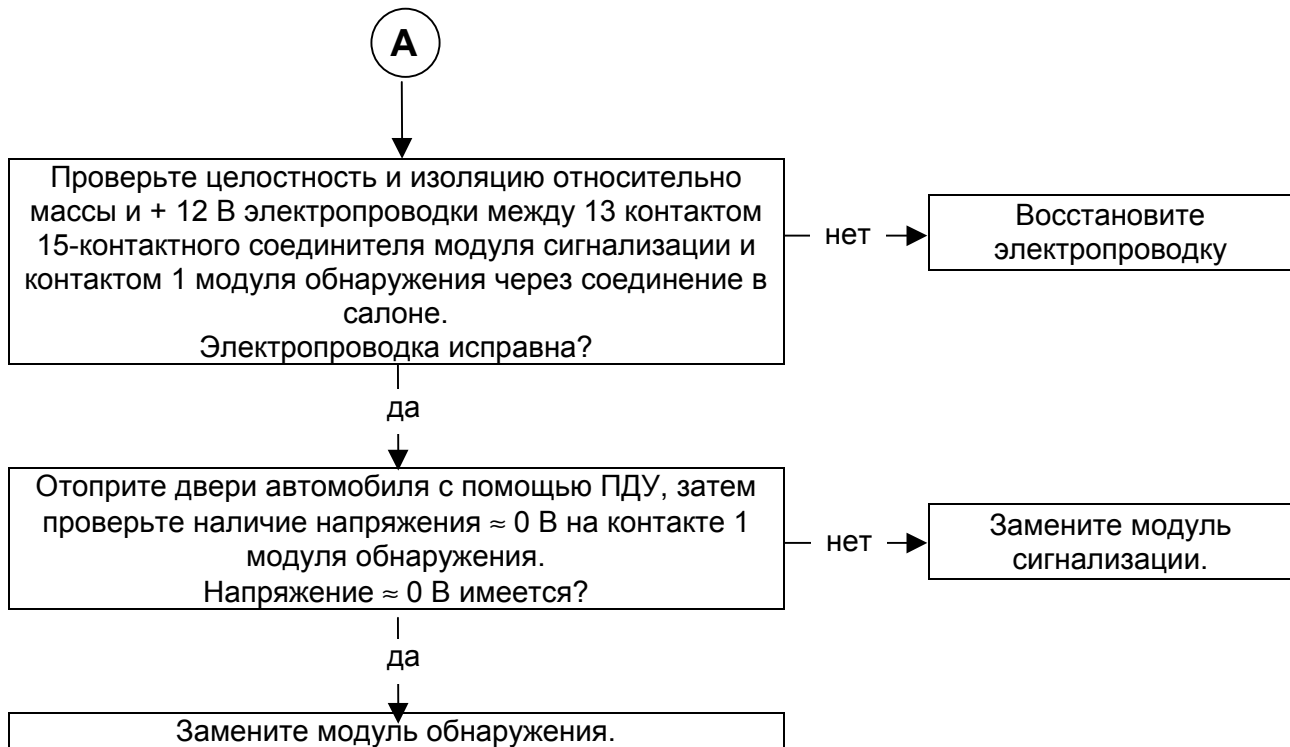 А
Проверьте целостность и изоляцию относительно
массы и + 12 В электропроводки между 13 контактом
15-контактного соединителя модуля сигнализации и
контактом 1 модуля обнаружения через соединение в
салоне.
Электропроводка исправна?
нет
Восстановите
электропроводку
да
Отоприте двери автомобиля с помощью ПДУ, затем
проверьте наличие напряжения ≈ 0 В на контакте 1
модуля обнаружения.
Напряжение ≈ 0 В имеется?
нет
Замените модуль
сигнализации.
да
Замените модуль обнаружения.